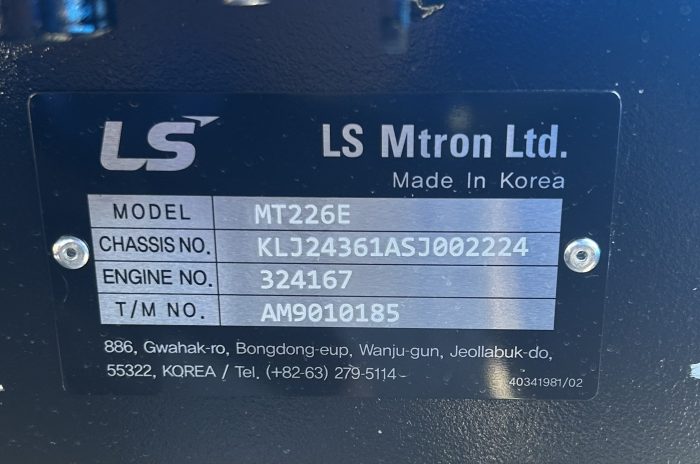 LS
LS Mtron Ltd.
Made In Korea
MODEL MT226E
CHASSIS NO. KLJ24361ASJ002224
ENGINE NO. 324167
T/M NO. AM9010185
886, Gwahak-ro, Bongdong-eup, Wanju-gun, Jeollabuk-do,
55322, KOREA / Tel. (+82-63) 279-5114
40341981/02